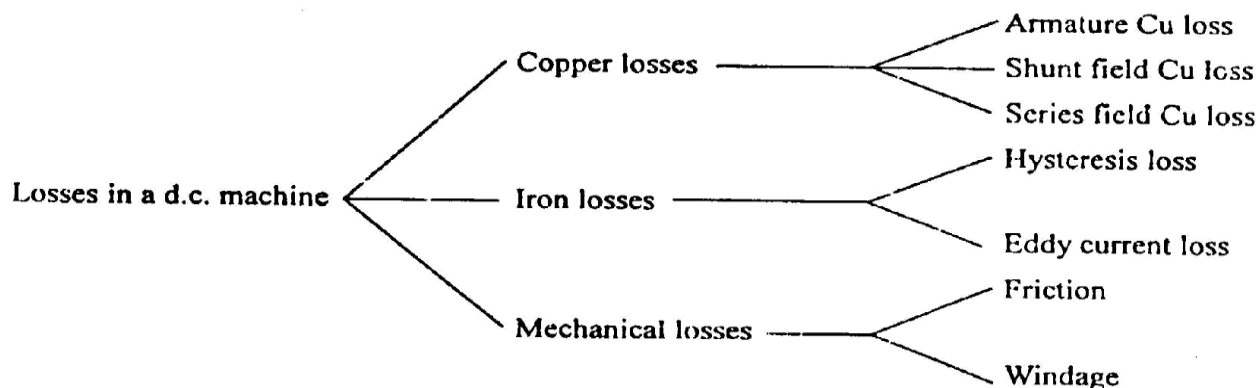 Losses in a d.c. machine
Copper losses
Armature Cu loss
Shunt field Cu loss
Series field Cu loss
Iron losses
Hysteresis loss
Eddy current loss
Mechanical losses
Friction
Windage